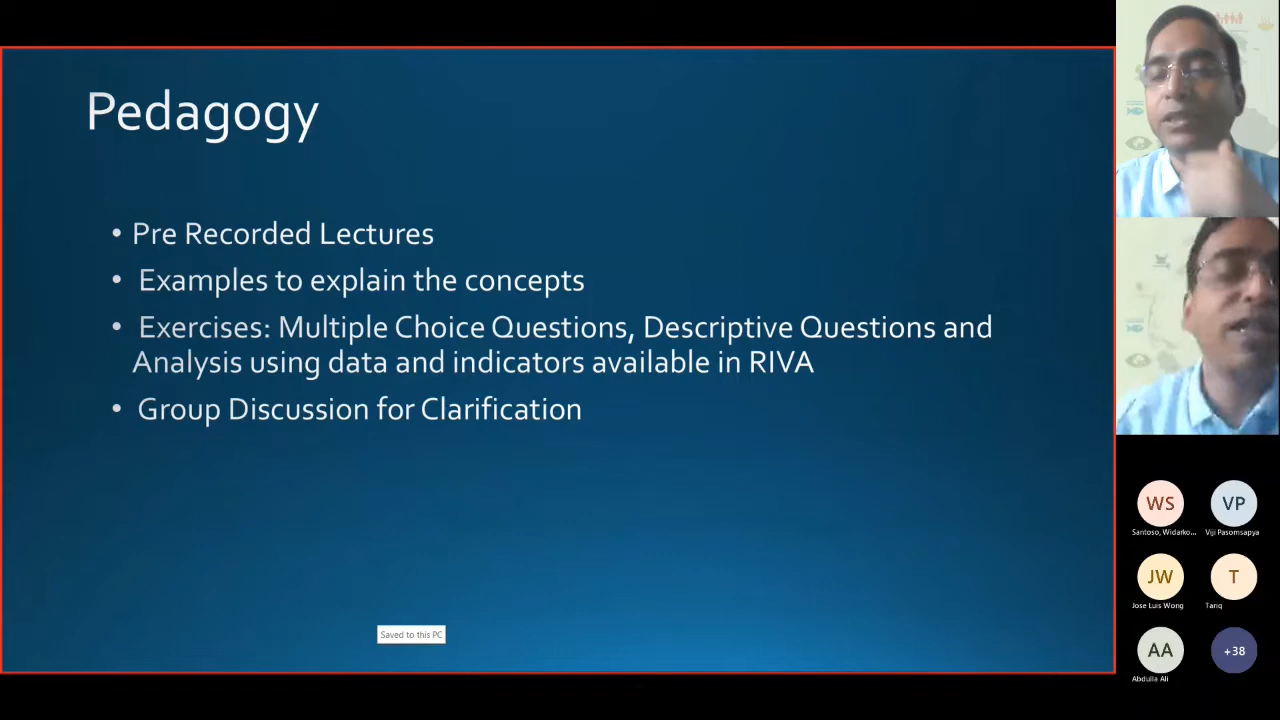 Pedagogy
• Pre Recorded Lectures
• Examples to explain the concepts
• Exercises: Multiple Choice Questions, Descriptive Questions and
Analysis using data and indicators available in RIVA
• Group Discussion for Clarification
Saved to this PC
WS
VP
Santoso, Widarko...
Viji Pasomsapya
JW
T
Jose Luis Wong
Tariq
AA
+38
Abdulla Ali